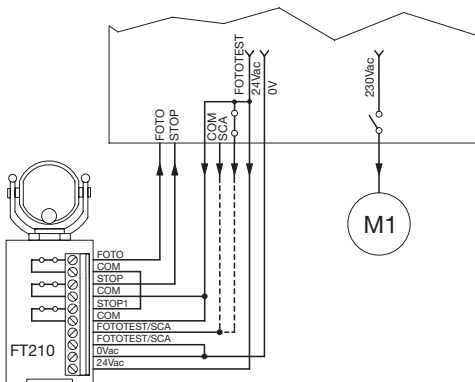 FOTOTEST
24Vac
0V
230Vac
FOTO
STOP
COM
SCA
M1
FOTO
COM
STOP
COM
STOP1
COM
FOTOTEST/SCA
FOTOTEST/SCA
0Vac
24Vac
FT210